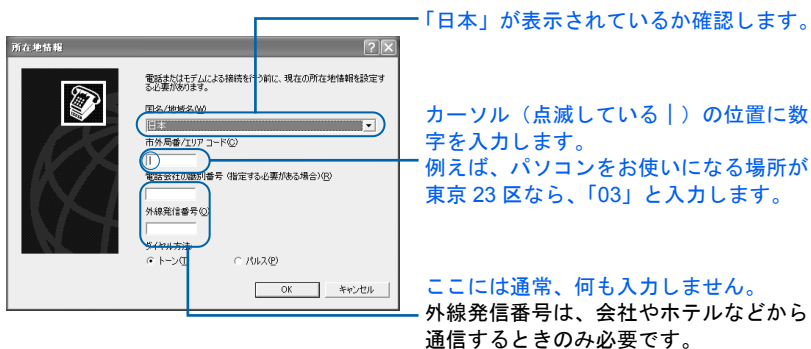 「日本」が表示されているか確認します。
所在地情報
電話またはモデムによる接続を行う前に、現在の所在地情報を設定す
る必要があります。
国名/地域名(W)
日本
市外局番/エリア コード(C)
電話会社の識別番号 (指定する必要がある場合)(R)
外線発信番号(O)
ダイヤル方法:
トーン(T)
パルス(P)
OK
キャンセル
カーソル（点滅している｜）の位置に数
字を入力します。
例えば、パソコンをお使いになる場所が
東京 23 区なら、「03」と入力します。
ここには通常、何も入力しません。
外線発信番号は、会社やホテルなどから
通信するときのみ必要です。